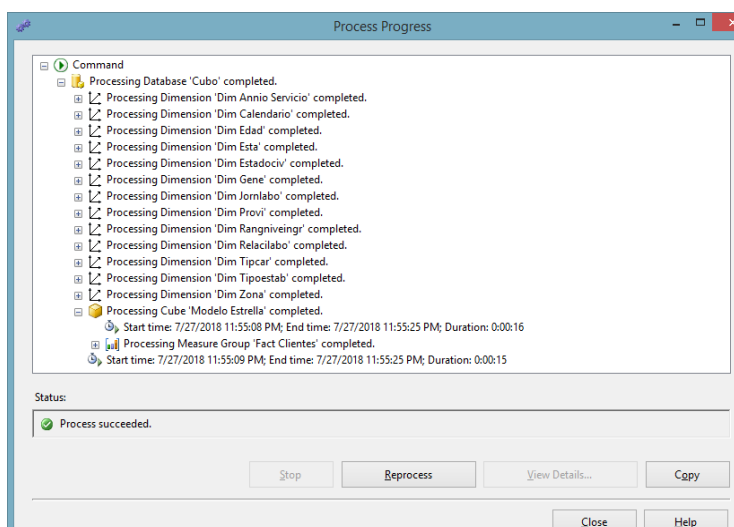 Process Progress
Command
Processing Database 'Cubo' completed.
Processing Dimension 'Dim Annio Servicio' completed.
Processing Dimension 'Dim Calendario' completed.
Processing Dimension 'Dim Edad' completed.
Processing Dimension 'Dim Esta' completed.
Processing Dimension 'Dim Estadociv' completed.
Processing Dimension 'Dim Gene' completed.
Processing Dimension 'Dim Jornlabo' completed.
Processing Dimension 'Dim Provi' completed.
Processing Dimension 'Dim Rangniveingr' completed.
Processing Dimension 'Dim Relacilabo' completed.
Processing Dimension 'Dim Tipcar' completed.
Processing Dimension 'Dim Tipoestab' completed.
Processing Dimension 'Dim Zona' completed.
Processing Cube 'Modelo Estrella' completed.
Start time: 7/27/2018 11:55:08 PM; End time: 7/27/2018 11:55:25 PM; Duration: 0:00:16
Processing Measure Group 'Fact Clientes' completed.
Start time: 7/27/2018 11:55:09 PM; End time: 7/27/2018 11:55:25 PM; Duration: 0:00:15
Status:
Process succeeded.
Stop Reprocess View Details... Copy
Close Help